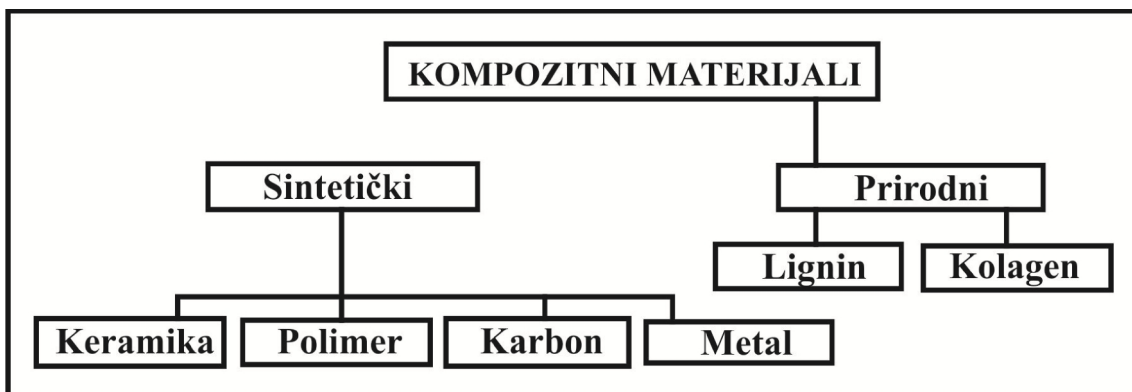 KOMPOZITNI MATERIJALI
Sintetički
Prirodni
Lignin
Kolagen
Keramika
Polimer
Karbon
Metal